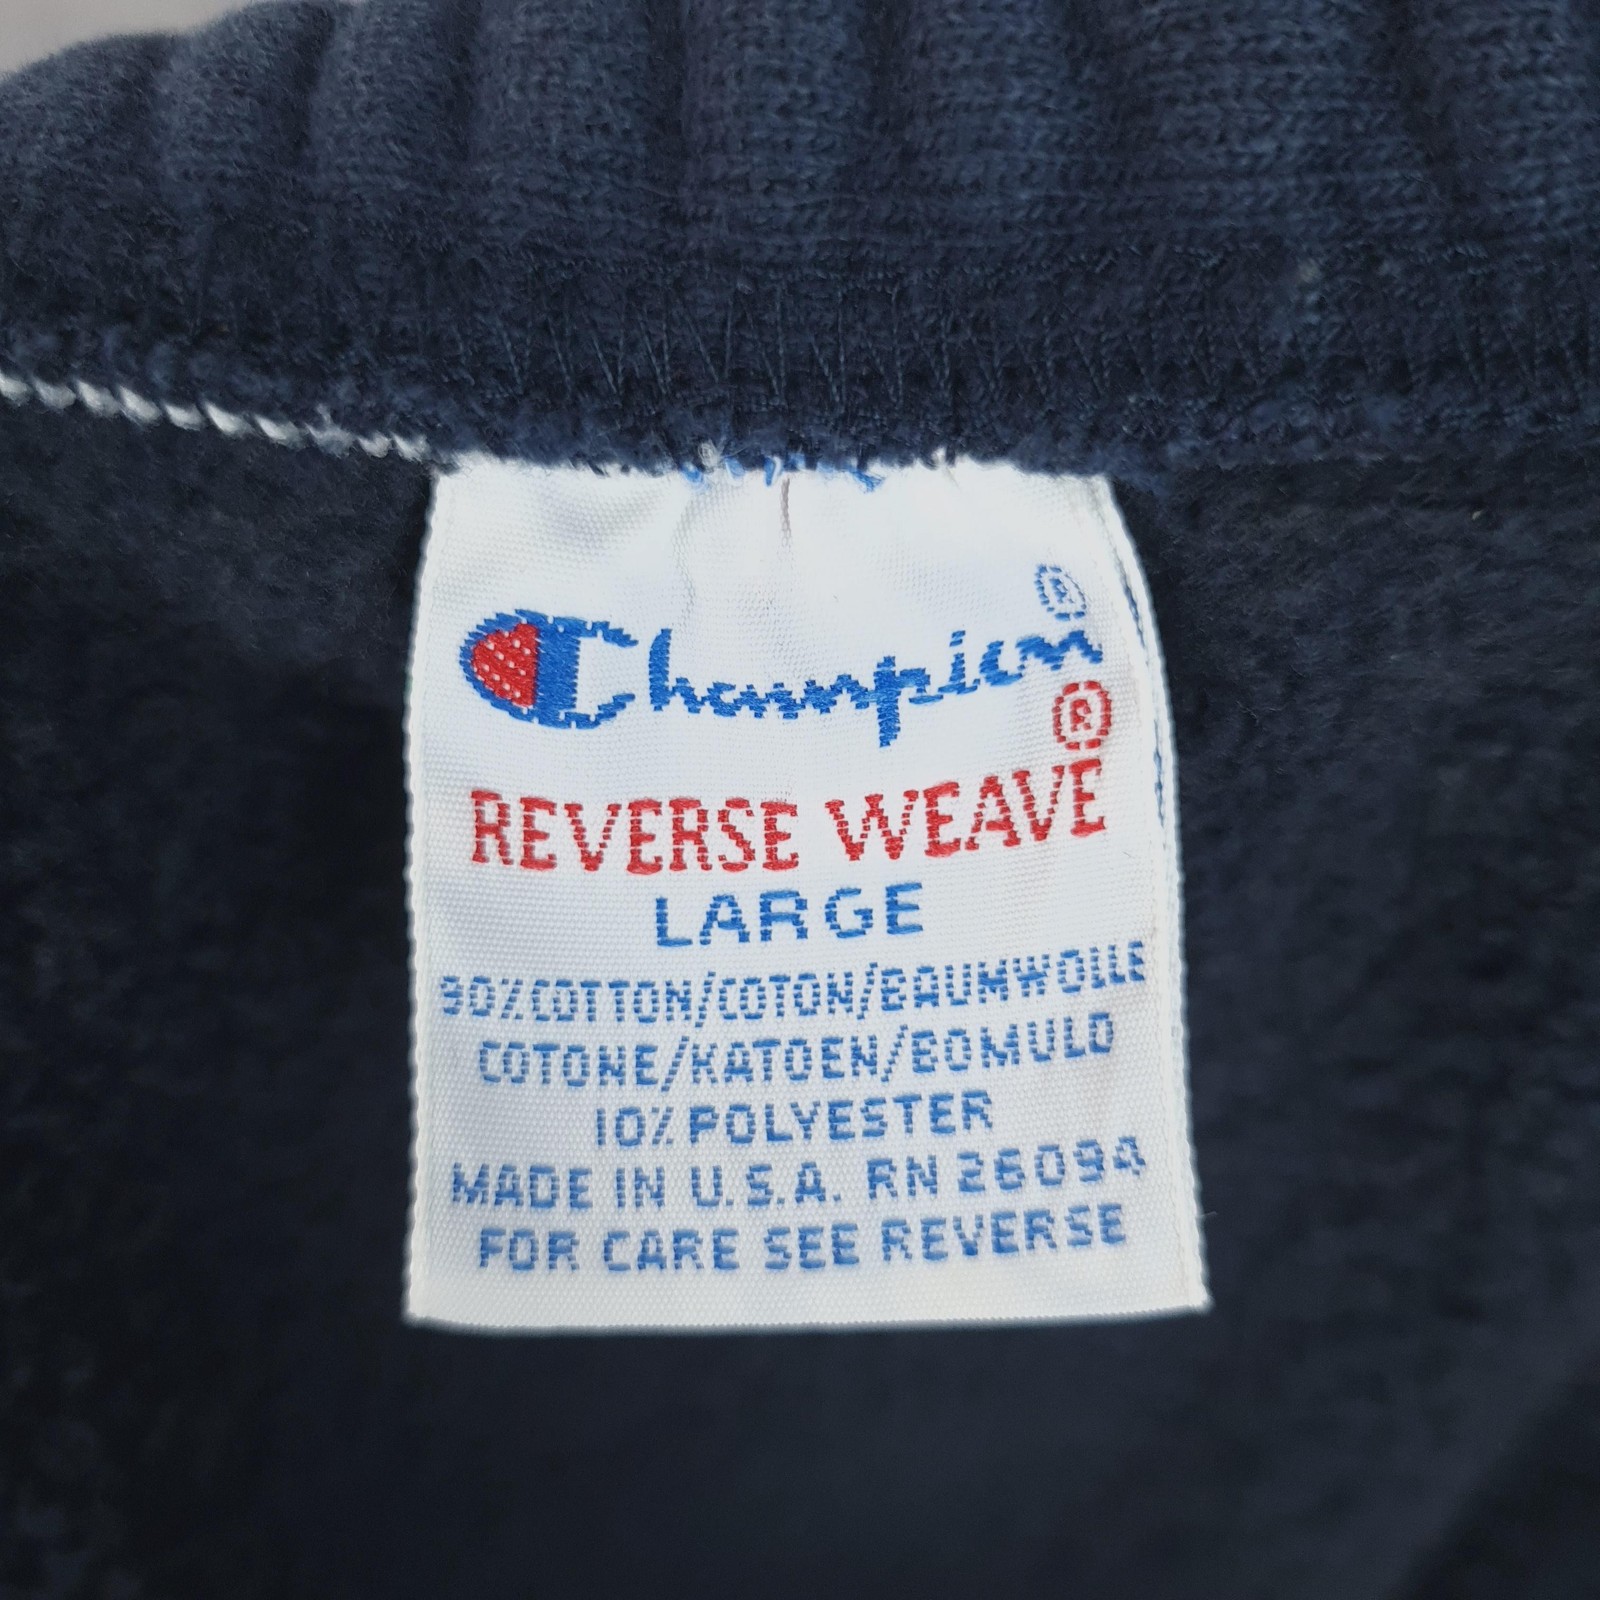 Champion®
REVERSE WEAVE®
LARGE
90% COTTON/COTON/BAUMWOLLE
COTONE/KATOEN/BOMULD
10% POLYESTER
MADE IN U.S.A. RN 26094
FOR CARE SEE REVERSE